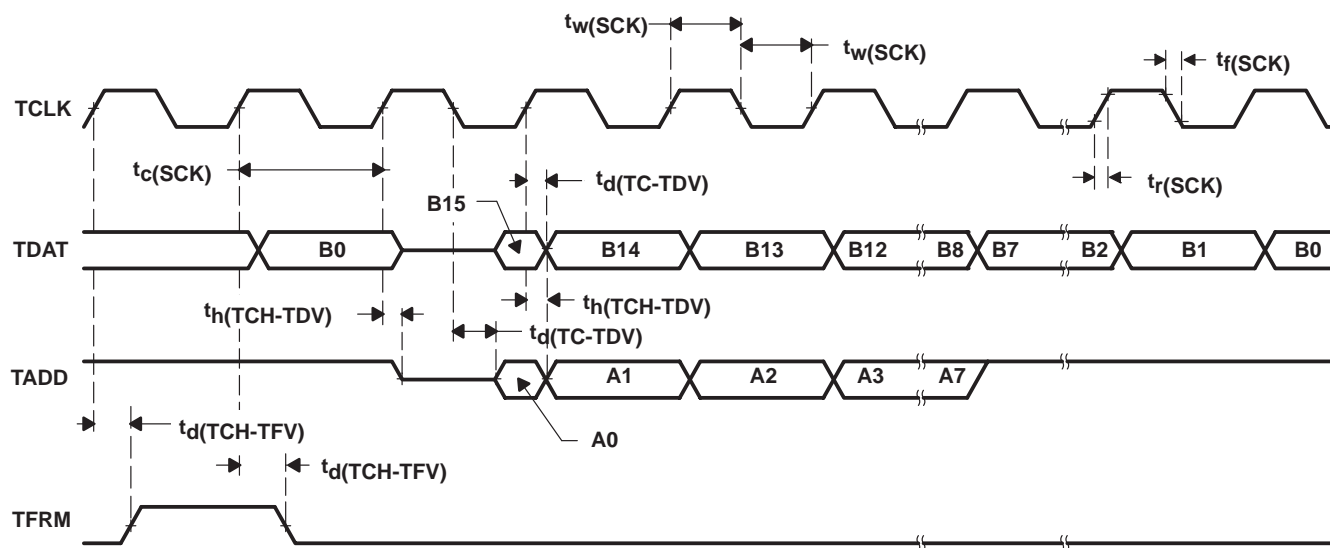 tw(SCK)
tw(SCK)
tf(SCK)
TCLK
tc(SCK)
td(TC-TDV)
tr(SCK)
B15
TDAT
B0
B14
B13
B12
B8
B7
B2
B1
B0
th(TCH-TDV)
th(TCH-TDV)
td(TC-TDV)
TADD
A1
A2
A3
A7
td(TCH-TFV)
A0
td(TCH-TFV)
TFRM